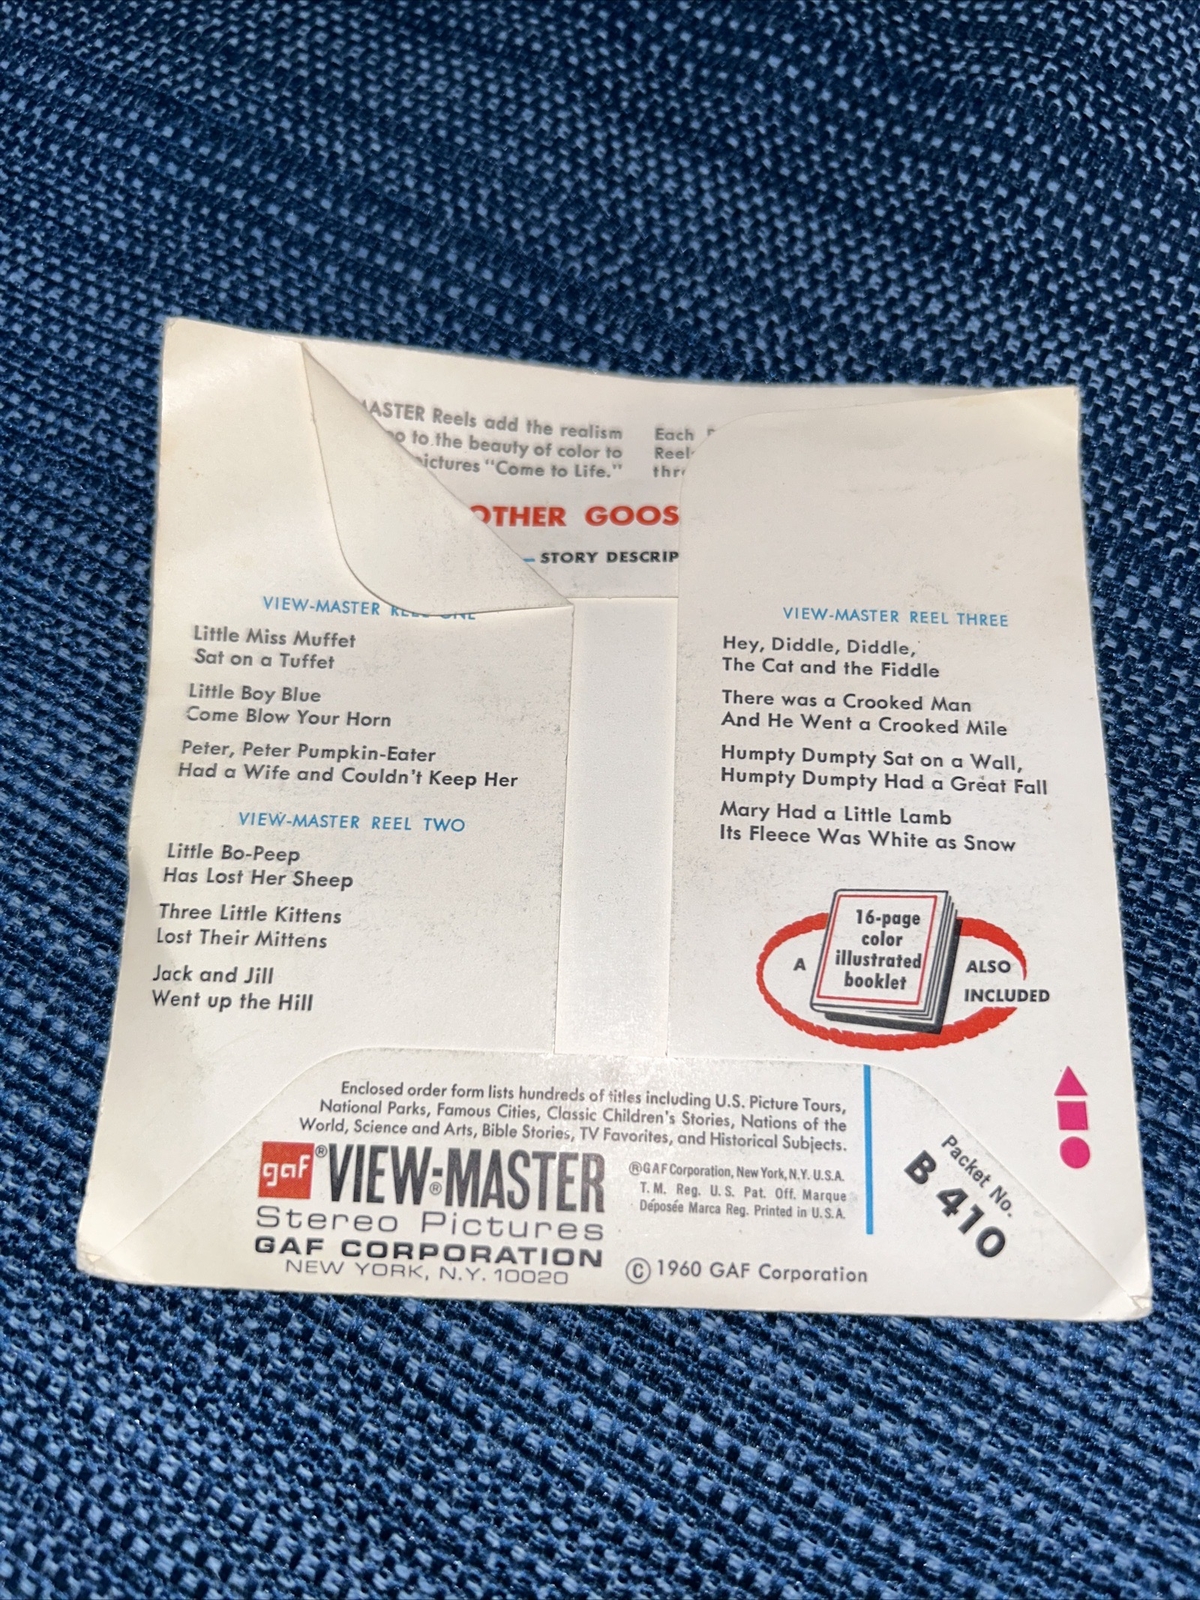 MASTER Reels add the realism
to the beauty of color to
"Come to Life."
Each
STORY
VIEW-MASTER REEL ONE
Little Miss Muffet
Sat on a Tuffet
Little Boy Blue
Come Blow Your Horn
Peter, Peter Pumpkin-Eater
Had a Wife and Couldn't Keep Her
VIEW-MASTER REEL TWO
Little Bo-Peep
Has Lost Her Sheep
Three Little Kittens
Lost Their Mittens
Jack and Jill
Went up the Hill
VIEW-MASTER REEL THREE
Hey, Diddle, Diddle,
The Cat and the Fiddle
There was a Crooked Man
And He Went a Crooked Mile
Humpty Dumpty Sat on a Wall,
Humpty Dumpty Had a Great Fall
Mary Had a Little Lamb
Its Fleece Was White as Snow
A
16-page
color
illustrated
booklet
ALSO
INCLUDED
Enclosed order form lists hundreds of titles including U.S. Picture Tours,
National Parks, Famous Cities, Classic Children's Stories, Nations of the
World, Science and Arts, Bible Stories, TV Favorites, and Historical Subjects.
gaf® VIEW-MASTER®
Stereo Pictures
GAF CORPORATION
NEW YORK, N.Y. 10020
®GAF Corporation, New York, N.Y. U.S.A.
T. M. Reg. U. S. Pat. Off. Marque
Déposée Marca Reg. Printed in U.S.A.
© 1960 GAF Corporation
Packet No.
B 410